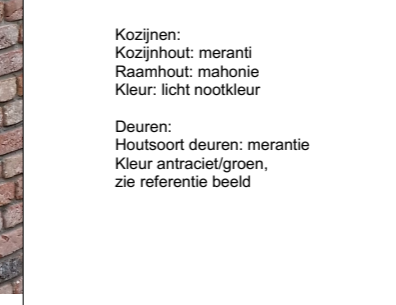 Kozijnen:
Kozijnhout: meranti
Raamhout: mahonie
Kleur: licht nootkleur
Deuren:
Houtsoort deuren: merantie
Kleur antraciet/groen,
zie referentie beeld